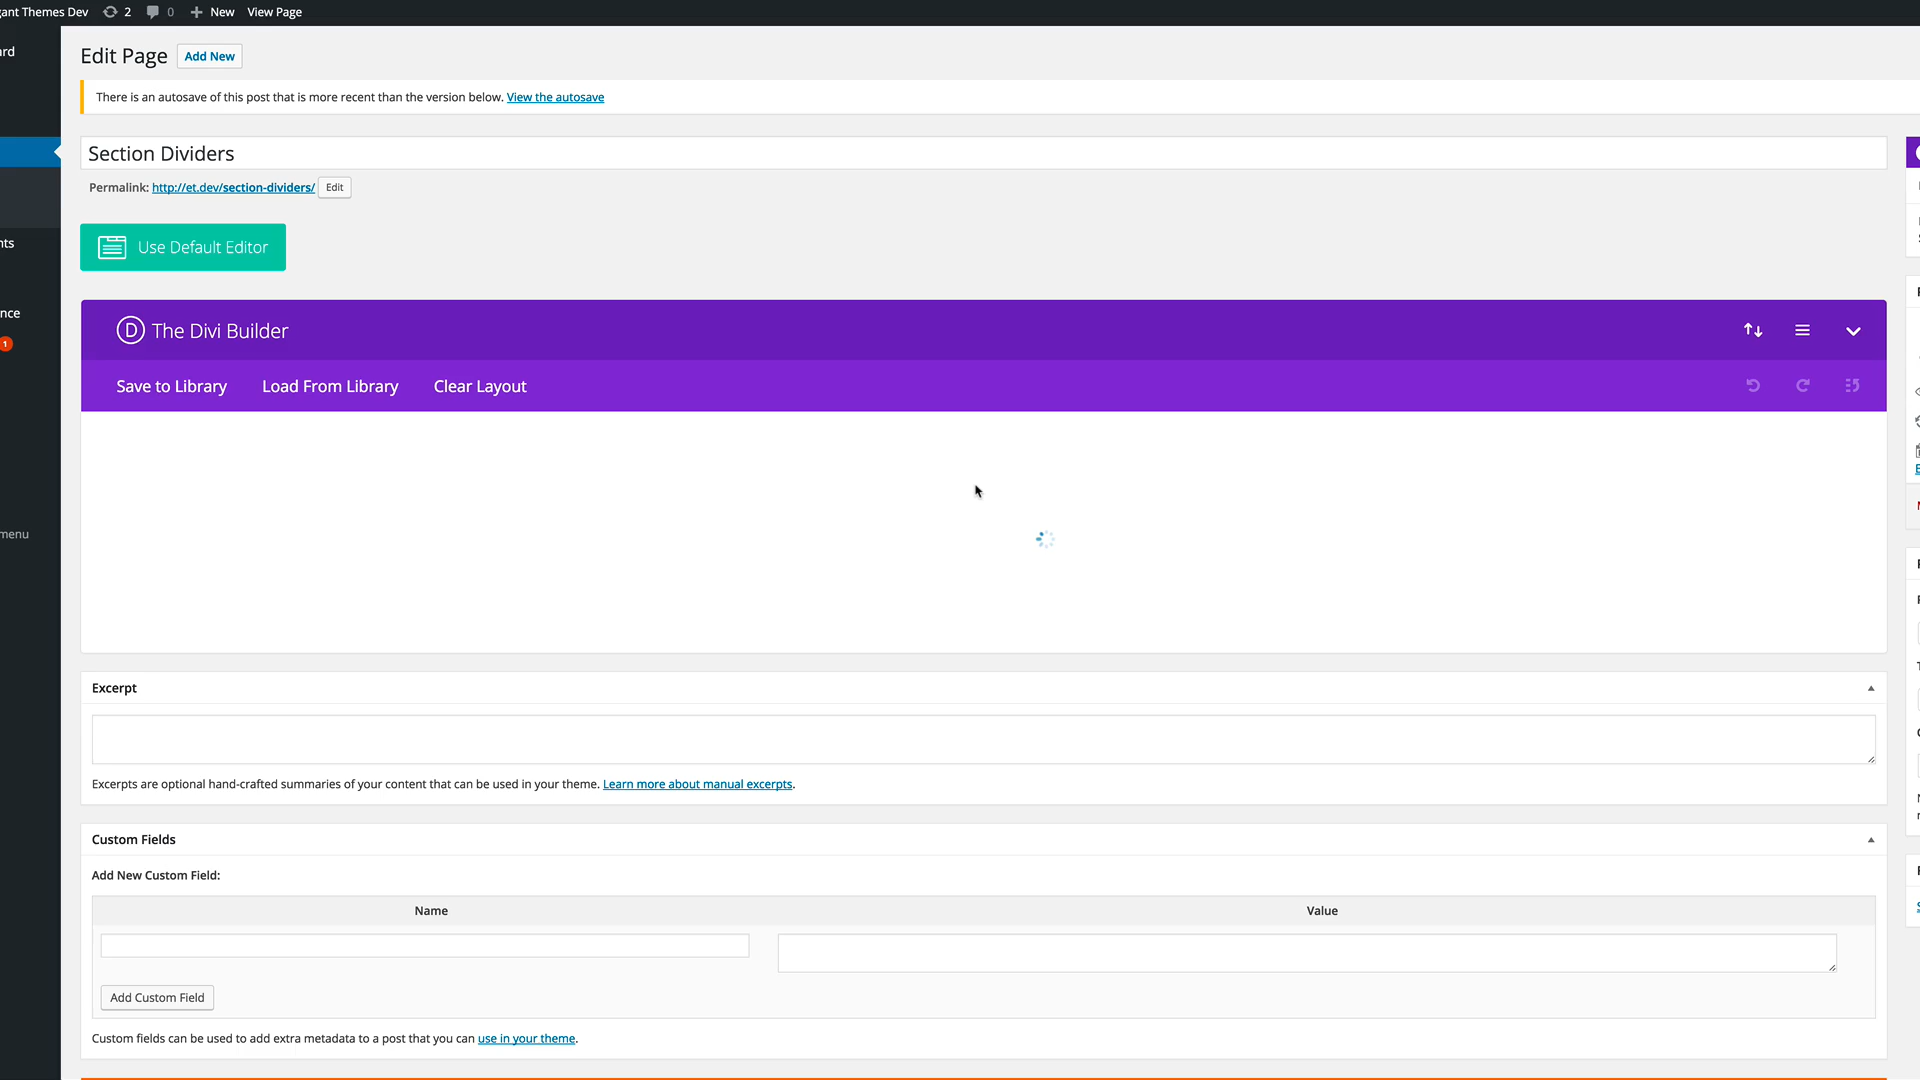 gant Themes Dev 2 0 New View Page
rd
Edit Page Add New
There is an autosave of this post that is more recent than the version below. View the autosave
Section Dividers
Permalink: http://et.dev/section-dividers/ Edit
nts
Use Default Editor
nce
D The Divi Builder
1
Save to Library Load From Library Clear Layout
menu
Excerpt
Excerpts are optional hand-crafted summaries of your content that can be used in your theme. Learn more about manual excerpts.
Custom Fields
Add New Custom Field:
Name Value
Add Custom Field
Custom fields can be used to add extra metadata to a post that you can use in your theme.